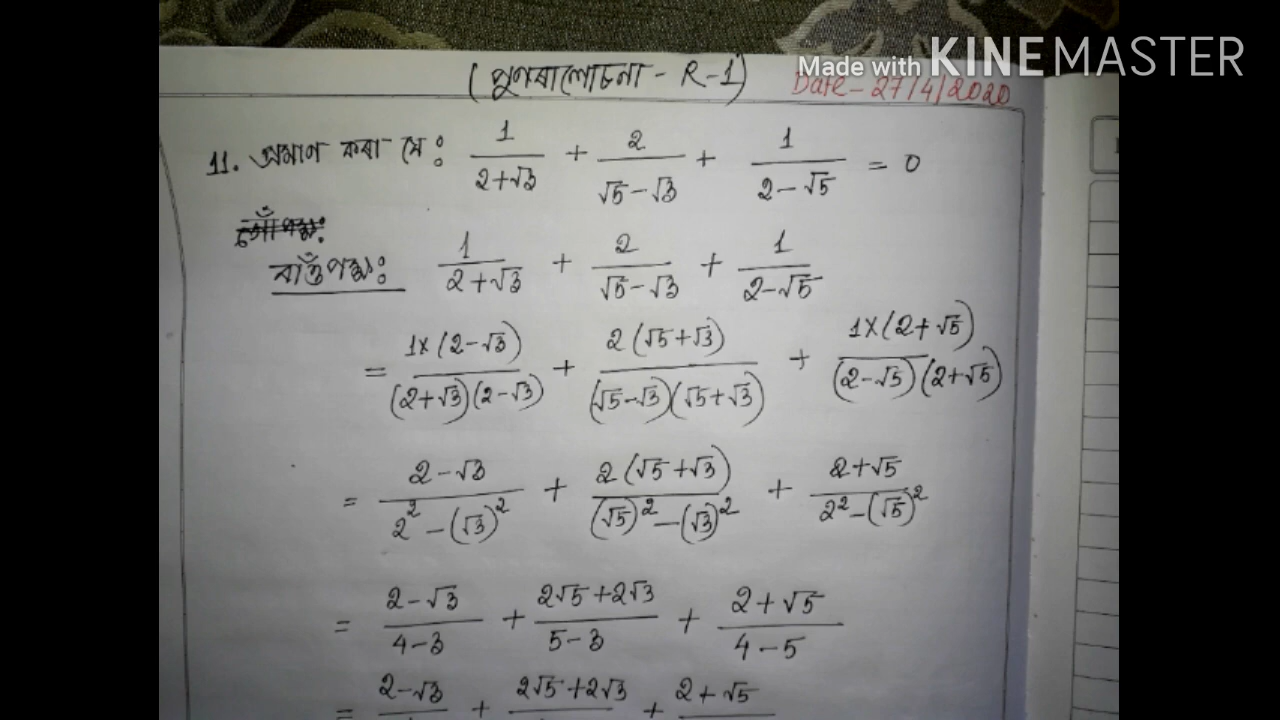 Made with KINEMASTER
(পুণৰালোচনা - R-1)
Date - 27/4/2020
11. প্ৰমাণ কৰা যে: 1/(2+√3) + 2/(√5-√3) + 1/(2-√5) = 0
বাওঁপক্ষ: 1/(2+√3) + 2/(√5-√3) + 1/(2-√5)
= 1×(2-√3)/(2+√3)(2-√3) + 2(√5+√3)/(√5-√3)(√5+√3) + 1×(2+√5)/(2-√5)(2+√5)
= (2-√3)/(2²-(√3)²) + 2(√5+√3)/((√5)²-(√3)²) + (2+√5)/(2²-(√5)²)
= (2-√3)/(4-3) + (2√5+2√3)/(5-3) + (2+√5)/(4-5)
= 2-√3 + 2√5+2√3 + 2+√5